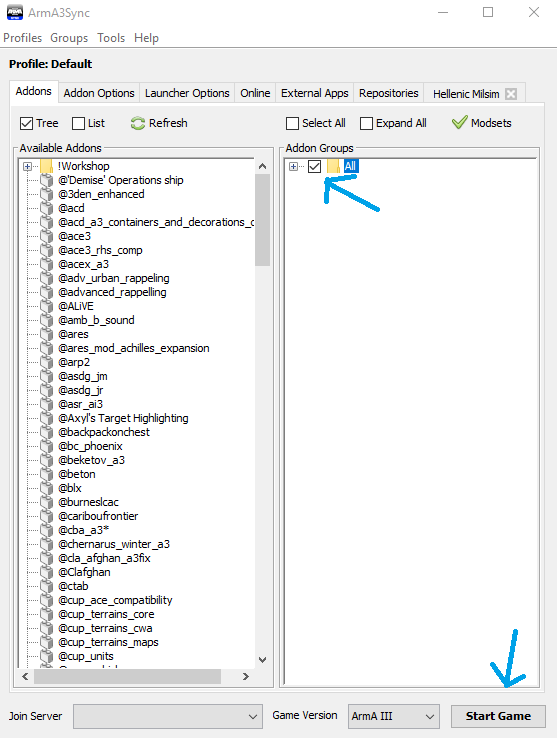 ArmA3Sync
Profiles Groups Tools Help
Profile: Default
Addons Addon Options Launcher Options Online External Apps Repositories Hellenic Milsim
Tree List Refresh Select All Expand All Modsets
Available Addons
!Workshop
@'Demise' Operations ship
@3den_enhanced
@acd
@acd_a3_containers_and_decorations_c
@ace3
@ace3_rhs_comp
@acex_a3
@adv_urban_rappeling
@advanced_rappelling
@ALiVE
@amb_b_sound
@ares
@ares_mod_achilles_expansion
@arp2
@asdg_jm
@asdg_jr
@asr_ai3
@Axyl's Target Highlighting
@backpackonchest
@bc_phoenix
@beketov_a3
@beton
@blx
@burneslcac
@cariboufrontier
@cba_a3*
@chernarus_winter_a3
@cla_afghan_a3fix
@Clafghan
@ctab
@cup_ace_compatibility
@cup_terrains_core
@cup_terrains_cwa
@cup_terrains_maps
@cup_units
Addon Groups
All
Join Server Game Version ArmA III Start Game